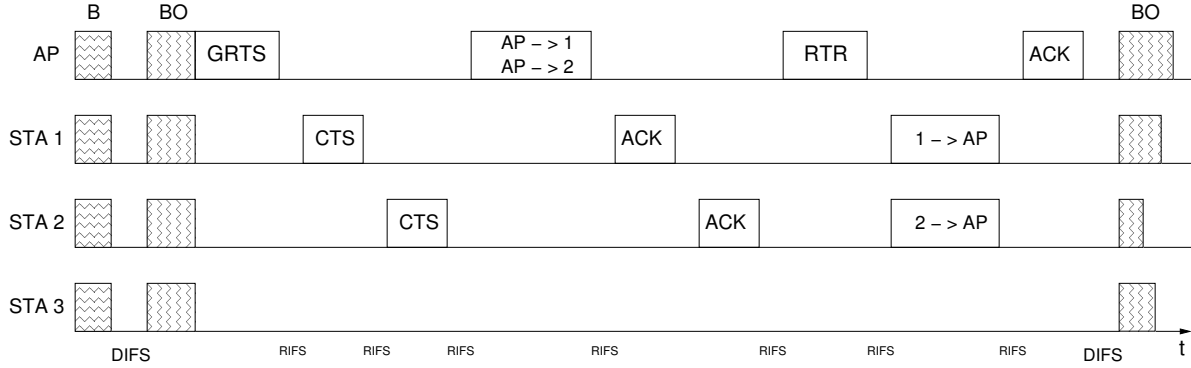 B BO BO
AP GRTS AP − > 1 RTR ACK
AP − > 2
STA 1 CTS ACK 1 − > AP
STA 2 CTS ACK 2 − > AP
STA 3
DIFS RIFS RIFS RIFS RIFS RIFS RIFS RIFS DIFS t